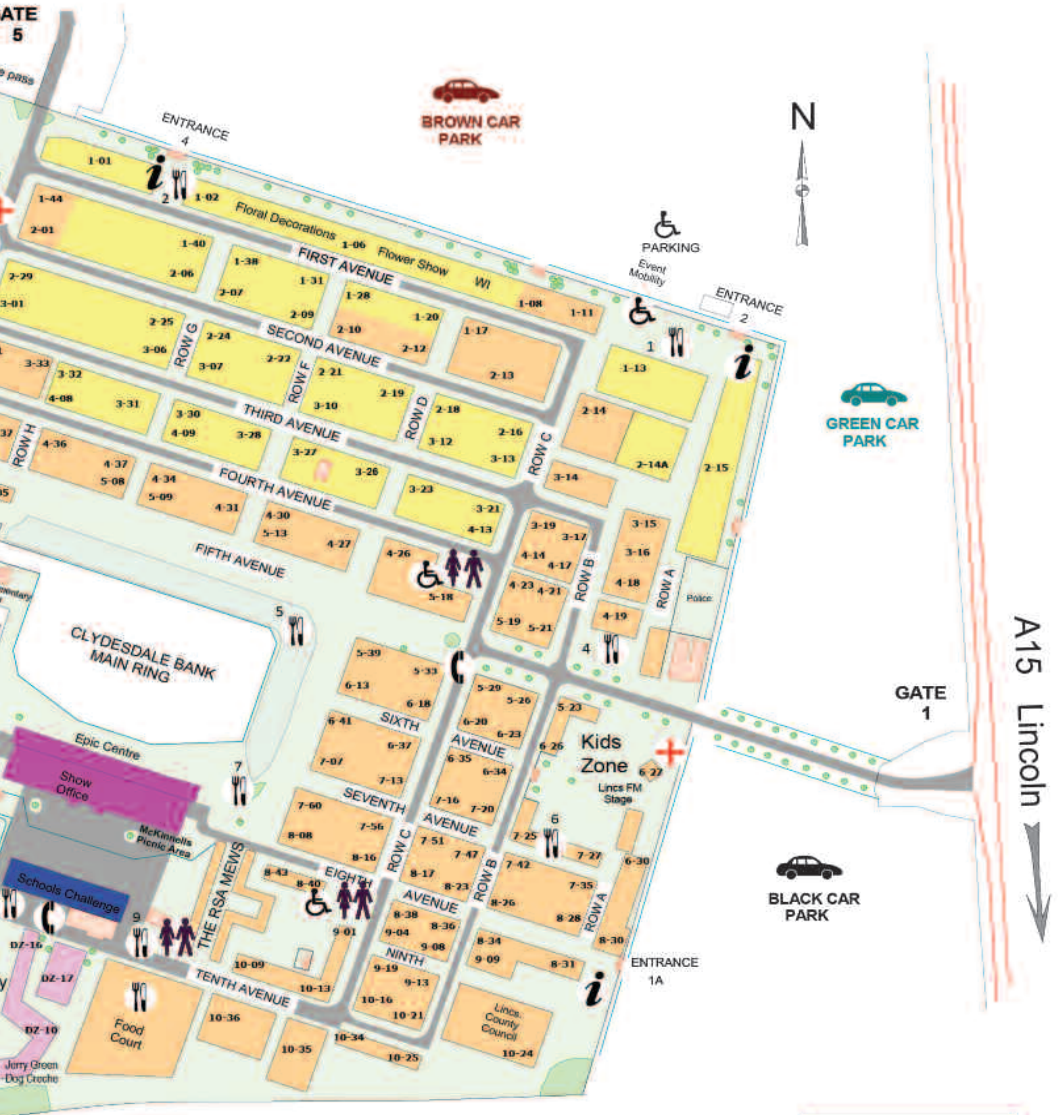 GATE
5
ENTRANCE
4
BROWN CAR
PARK
N
PARKING
Event
Mobility
ENTRANCE
2
1-01
2
1-02
Floral Decorations
1-06
Flower Show
WI
1-08
1-11
1-44
2-01
1-40
2-06
FIRST AVENUE
1-38
1-31
2-07
2-09
1-28
1-20
2-10
2-12
1-17
2-13
1
1-13
GREEN CAR
PARK
2-29
3-01
2-25
3-06
ROW G
SECOND AVENUE
2-24
2-22
3-07
ROW F
2-21
2-19
3-10
ROW D
2-18
2-16
3-12
3-13
ROW C
2-14
2-14A
2-15
3-33
3-32
4-08
3-31
3-30
4-09
3-28
THIRD AVENUE
3-27
3-26
3-23
3-21
4-13
3-14
ROW H
4-36
4-37
5-08
4-34
5-09
4-31
FOURTH AVENUE
4-30
5-13
4-27
4-26
5-18
3-19
3-17
4-14
4-17
3-15
3-16
4-18
4-19
ROW B
ROW A
Police
4-23
4-21
5-19
5-21
4
FIFTH AVENUE
5
CLYDESDALE BANK
MAIN RING
5-39
5-33
6-13
6-18
5-29
5-26
6-20
6-23
5-23
6-26
Kids
Zone
6-27
Lincs FM
Stage
GATE
1
A15 Lincoln
6-41
SIXTH
AVENUE
6-37
7-07
7-13
6-35
6-34
7-16
7-20
Epic Centre
Show
Office
7
McKinnells
Picnic Area
SEVENTH
AVENUE
7-60
7-56
8-08
8-16
ROW C
7-51
7-47
8-17
8-23
ROW B
7-25
6
7-27
6-30
7-42
7-35
8-26
8-28
ROW A
8-30
BLACK CAR
PARK
Schools Challenge
THE RSA MEWS
8-43
8-40
EIGHTH
AVENUE
9-01
8-38
8-36
9-04
9-08
8-34
9-09
8-31
ENTRANCE
1A
9
DZ-16
DZ-17
DZ-10
Jerry Green
Dog Creche
10-09
10-13
TENTH AVENUE
NINTH
9-19
9-13
10-16
10-21
Food
Court
10-36
10-35
10-34
10-25
Lincs.
County
Council
10-24